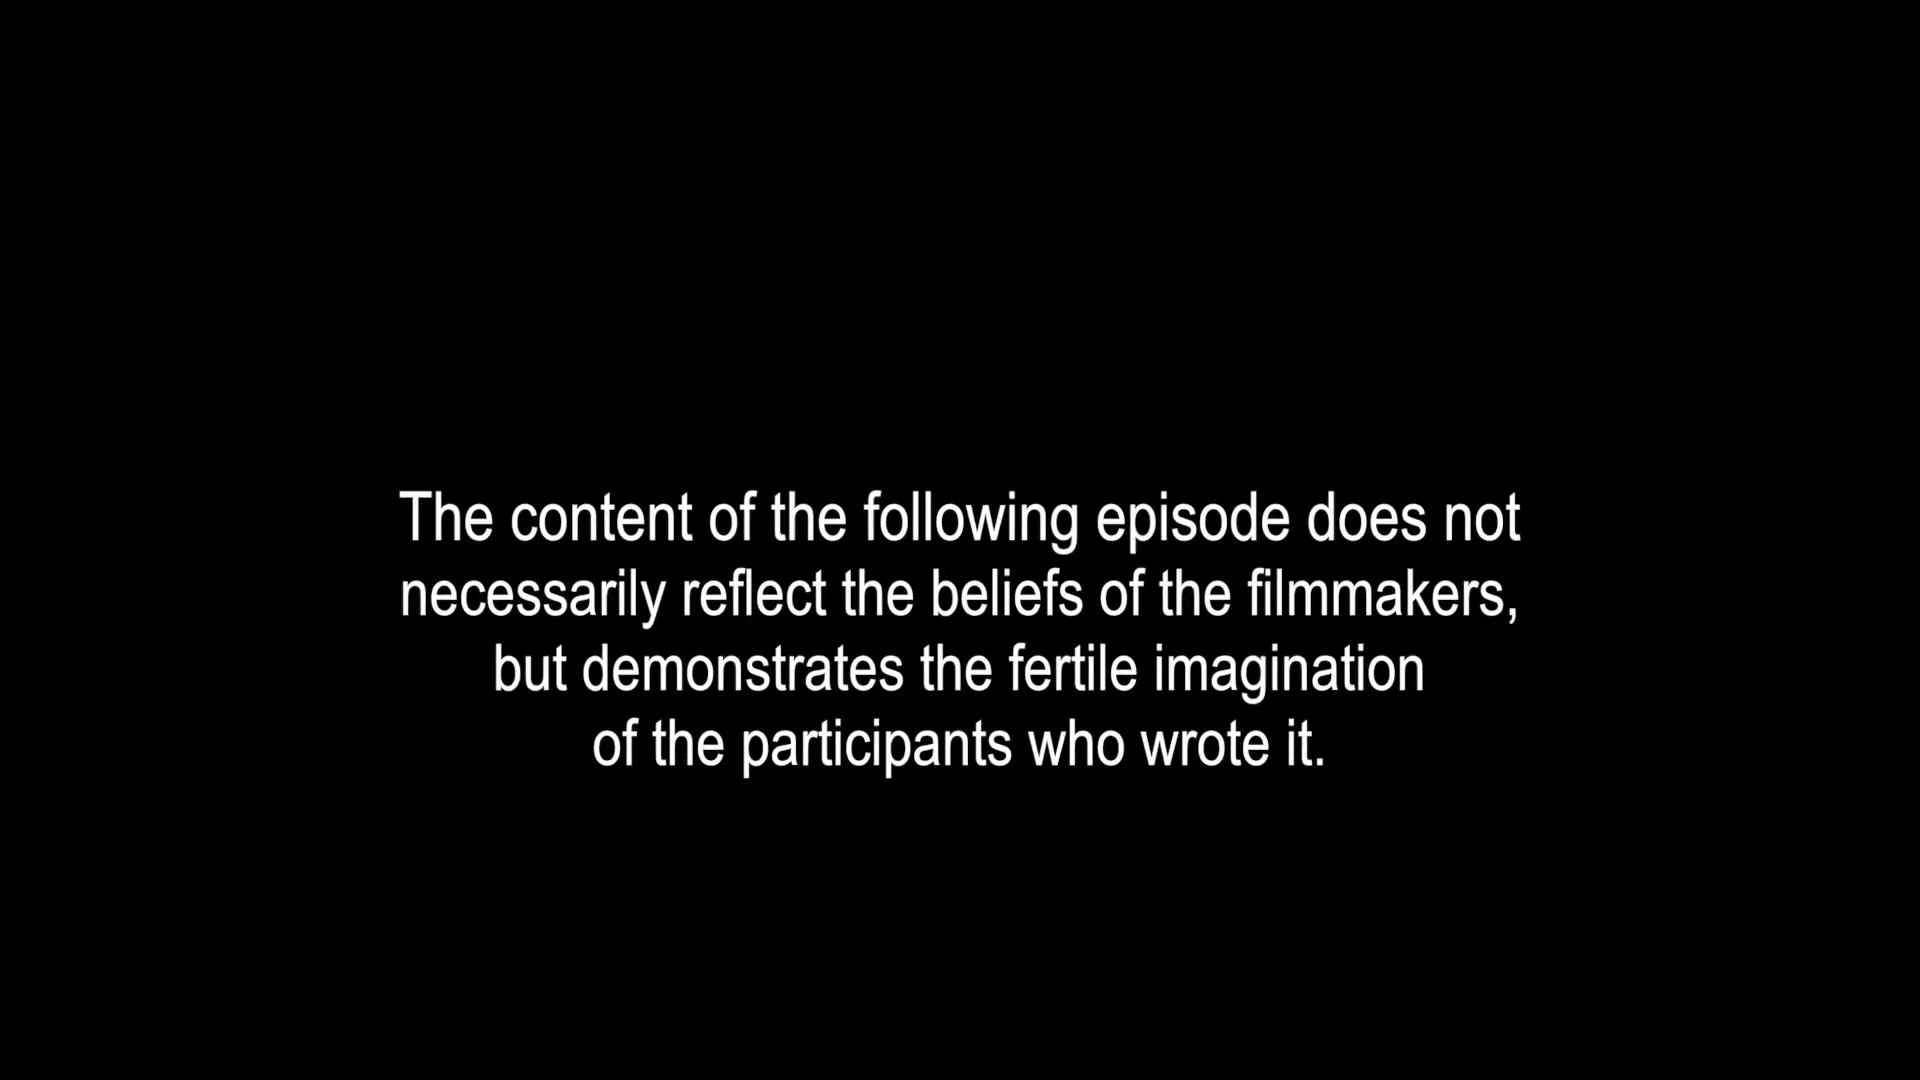 The content of the following episode does not
necessarily reflect the beliefs of the filmmakers,
but demonstrates the fertile imagination
of the participants who wrote it.